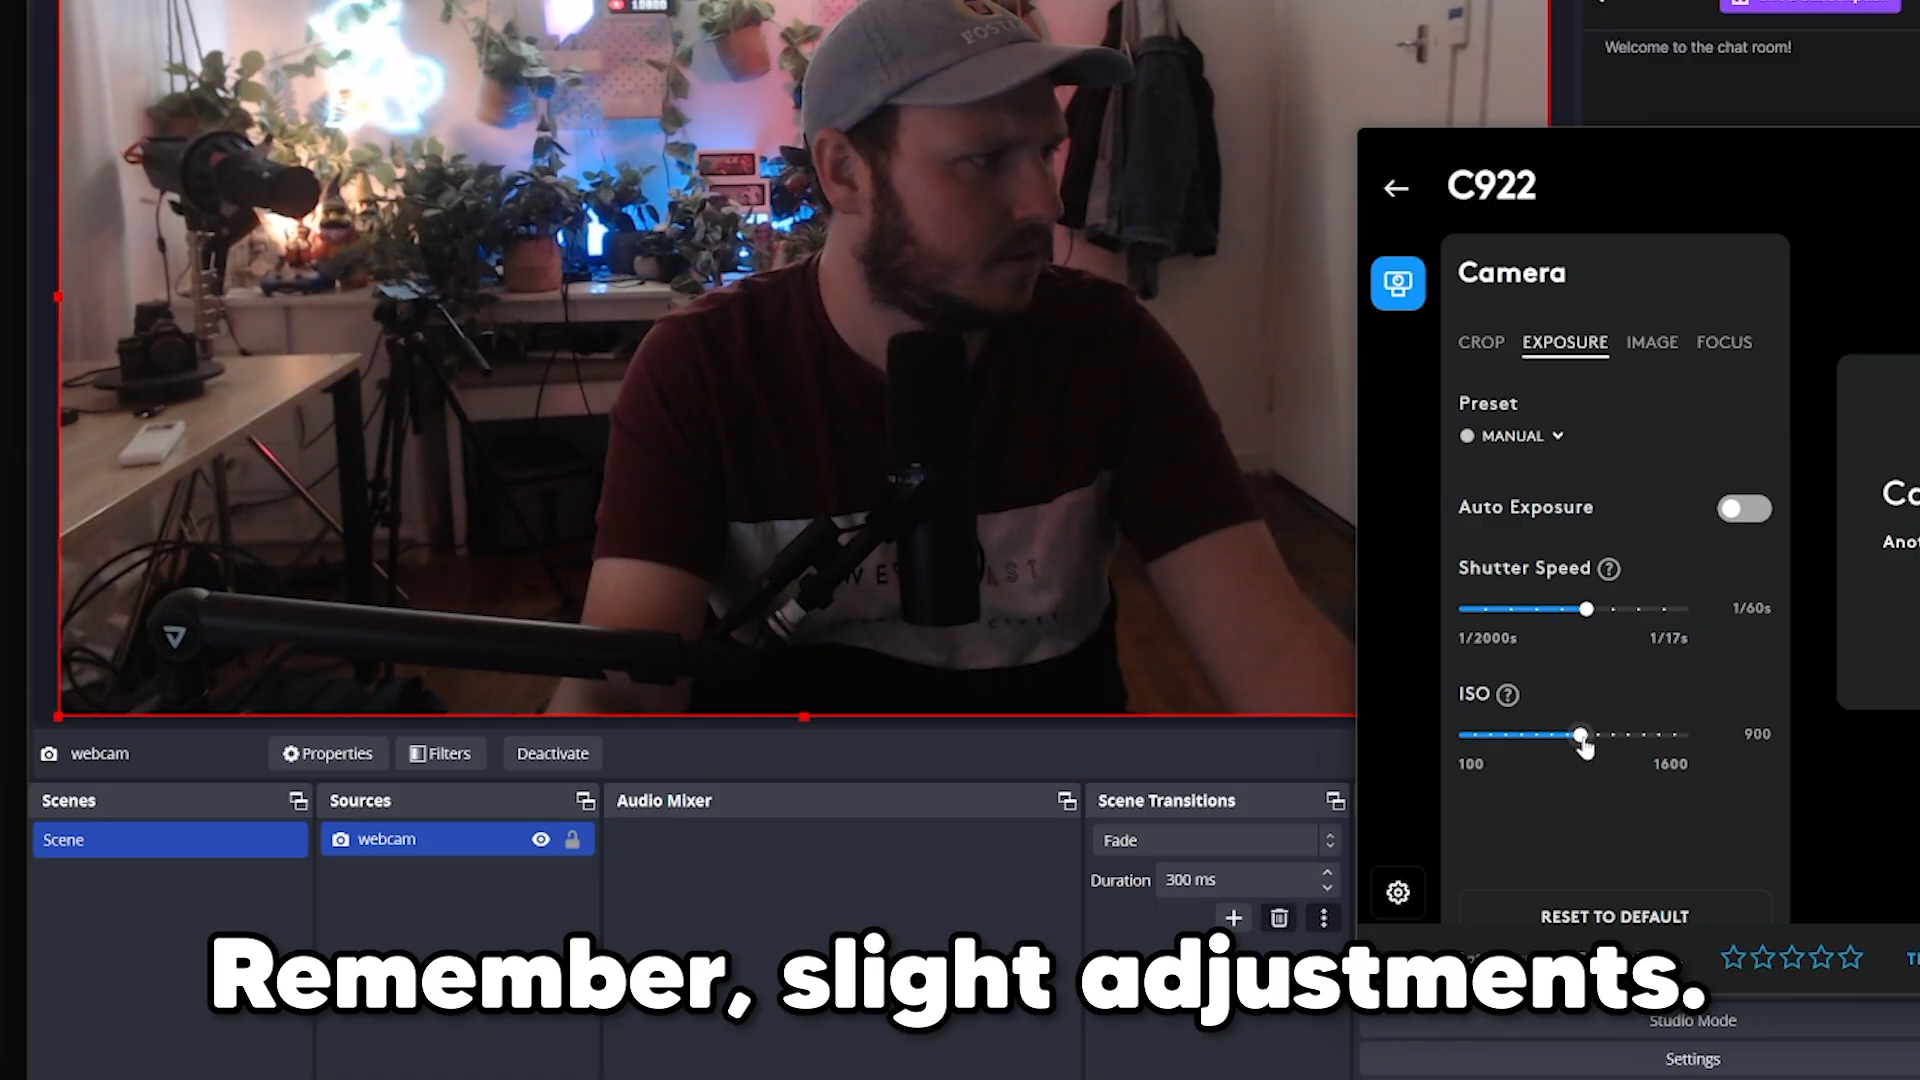 10800
Welcome to the chat room!
C922
Camera
CROP EXPOSURE IMAGE FOCUS
Preset
MANUAL
Auto Exposure
Shutter Speed ?
1/60s
1/2000s 1/17s
ISO ?
900
100 1600
RESET TO DEFAULT
webcam
Properties
Filters
Deactivate
Scenes
Scene
Sources
webcam
Audio Mixer
Scene Transitions
Fade
Duration 300 ms
Remember, slight adjustments.
Studio Mode
Settings